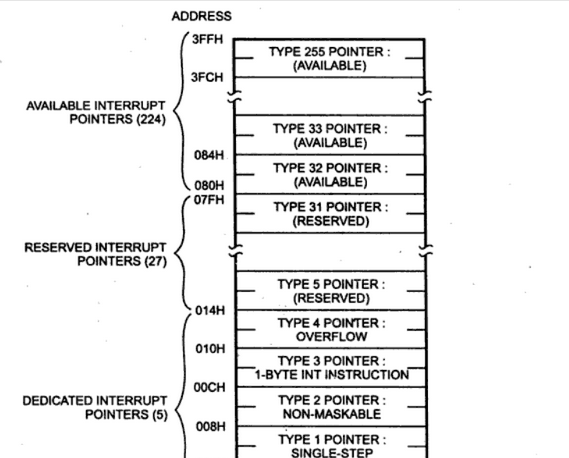 ADDRESS
3FFH
TYPE 255 POINTER :
(AVAILABLE)
3FCH
AVAILABLE INTERRUPT
POINTERS (224)
TYPE 33 POINTER :
(AVAILABLE)
084H
TYPE 32 POINTER :
(AVAILABLE)
080H
07FH
TYPE 31 POINTER :
(RESERVED)
RESERVED INTERRUPT
POINTERS (27)
TYPE 5 POINTER :
(RESERVED)
014H
TYPE 4 POINTER :
OVERFLOW
010H
TYPE 3 POINTER :
1-BYTE INT INSTRUCTION
00CH
DEDICATED INTERRUPT
POINTERS (5)
TYPE 2 POINTER :
NON-MASKABLE
008H
TYPE 1 POINTER :
SINGLE-STEP